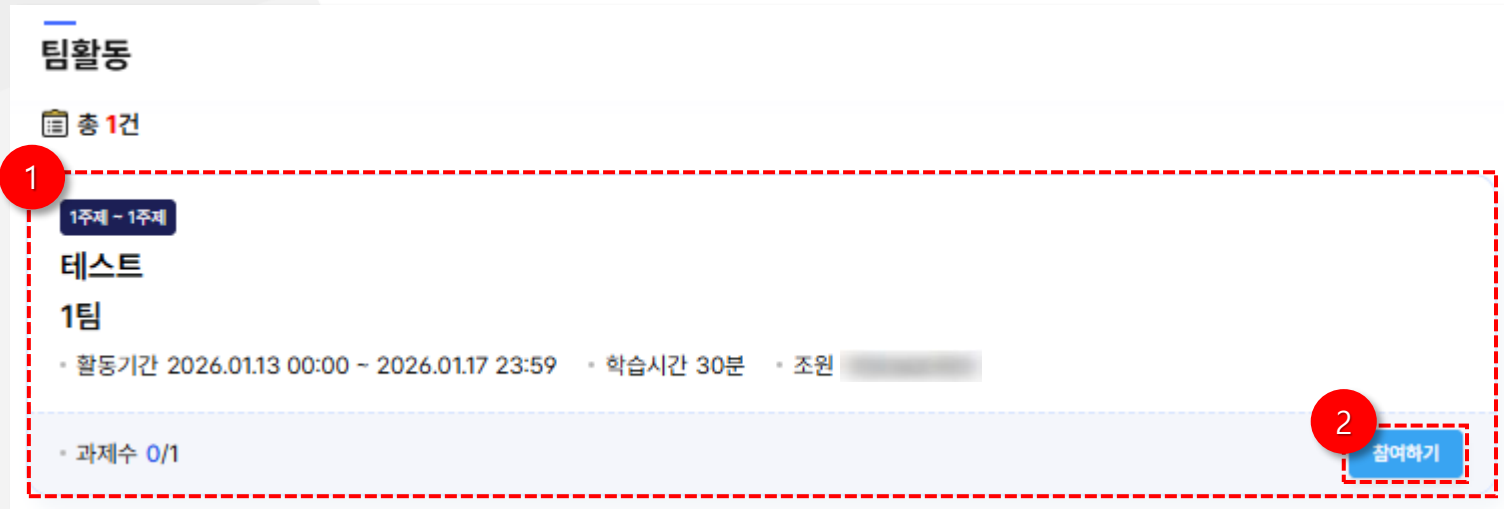 팀활동
총 1건
1
1주제 ~ 1주제
테스트
1팀
· 활동기간 2026.01.13 00:00 ~ 2026.01.17 23:59 · 학습시간 30분 · 조원
2
· 과제수 0/1 참여하기